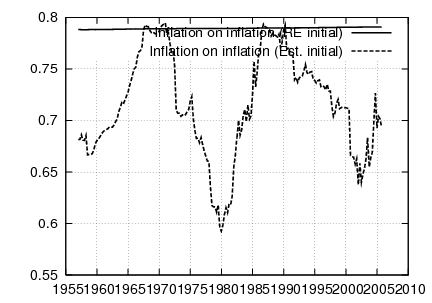 0.8
Inflation on inflation (RE initial)
Inflation on inflation (Est. initial)
0.75
0.7
0.65
0.6
0.55
1955 1960 1965 1970 1975 1980 1985 1990 1995 2000 2005 2010